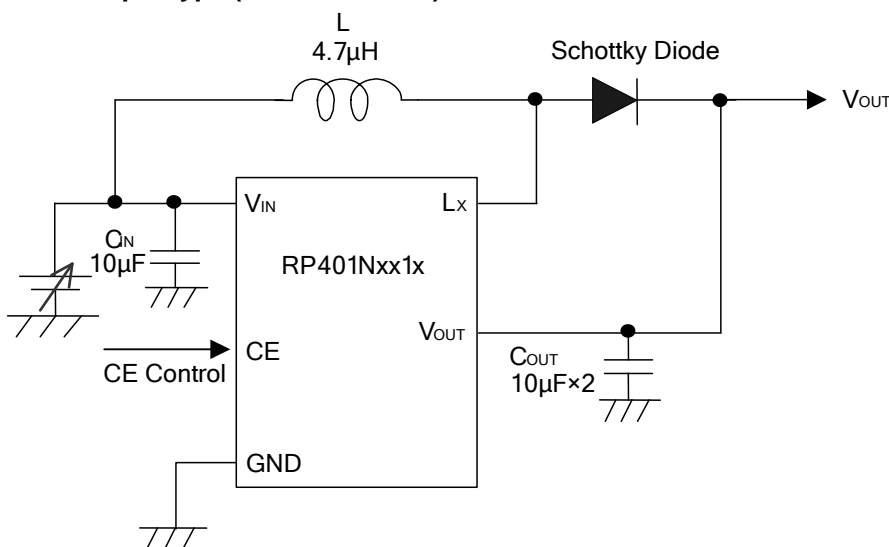 L
4.7μH
Schottky Diode
VOUT
VIN
LX
CIN
10μF
RP401Nxx1x
VOUT
CE
CE Control
COUT
10μF×2
GND